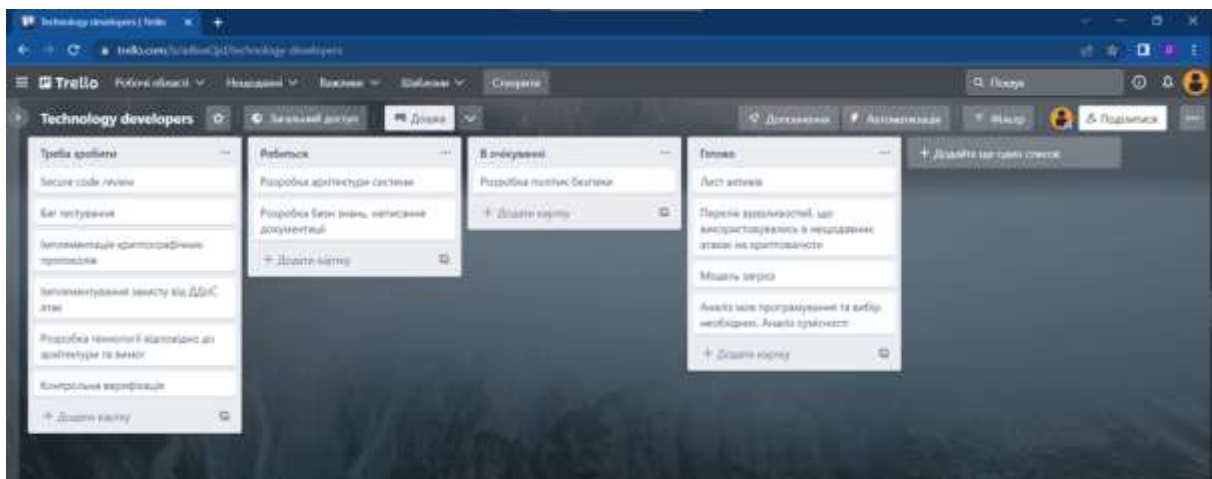 Technology developers | Trello
trello.com/b/
/technology-developers
Trello
Робочі області
Нещодавні
Важливе
Шаблони
Створити
Пошук
Technology developers
Загальний доступ
Дошка
Доповнення
Автоматизація
Фільтр
Поділитися
Треба зробити
Secure code review
Баг тестування
Імплементація криптографічних
протоколів
Імплементування захисту від ДДоС
атак
Розробка технології відповідно до
архітектури та вимог
Контрольна верифікація
+ Додати картку
Робиться
Розробка архітектури системи
Розробка бази знань, написання
документації
+ Додати картку
В очікуванні
Розробка політик безпеки
+ Додати картку
Готово
Лист активів
Перелік вразливостей, що
використовувались в нещодавних
атаках на криптовалюти
Модель загроз
Аналіз мов програмування та вибір
необхідних. Аналіз сумісності
+ Додати картку
+ Додайте ще один список